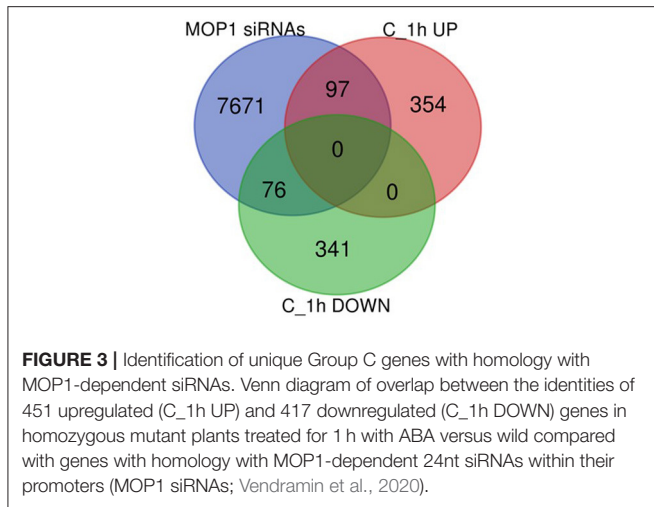 MOP1 siRNAs
C_1h UP
7671
97
354
0
76
0
341
C_1h DOWN
FIGURE 3 | Identification of unique Group C genes with homology with
MOP1-dependent siRNAs. Venn diagram of overlap between the identities of
451 upregulated (C_1h UP) and 417 downregulated (C_1h DOWN) genes in
homozygous mutant plants treated for 1 h with ABA versus wild compared
with genes with homology with MOP1-dependent 24nt siRNAs within their
promoters (MOP1 siRNAs; Vendramin et al., 2020).